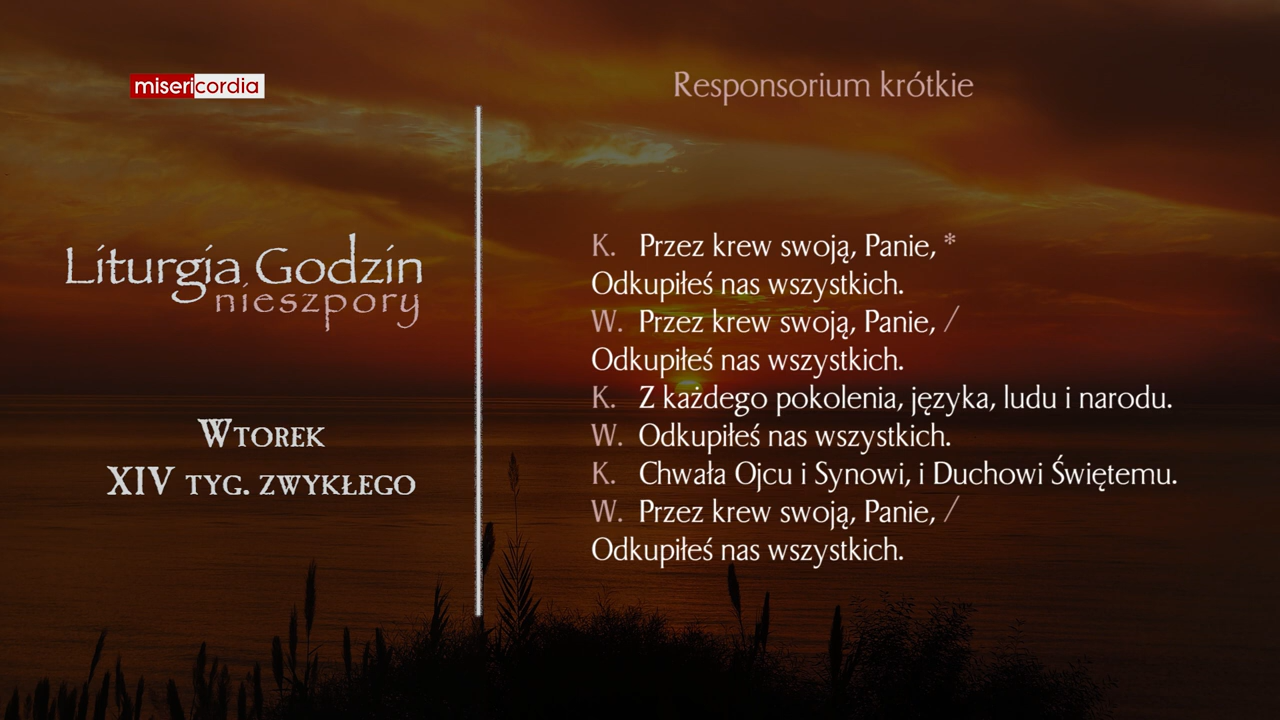 misericordia
Liturgia Godzin
nieszpory
Wtorek
XIV tyg. zwykłego
Responsorium krótkie
K. Przez krew swoją, Panie, *
Odkupiłeś nas wszystkich.
W. Przez krew swoją, Panie, /
Odkupiłeś nas wszystkich.
K. Z każdego pokolenia, języka, ludu i narodu.
W. Odkupiłeś nas wszystkich.
K. Chwała Ojcu i Synowi, i Duchowi Świętemu.
W. Przez krew swoją, Panie, /
Odkupiłeś nas wszystkich.